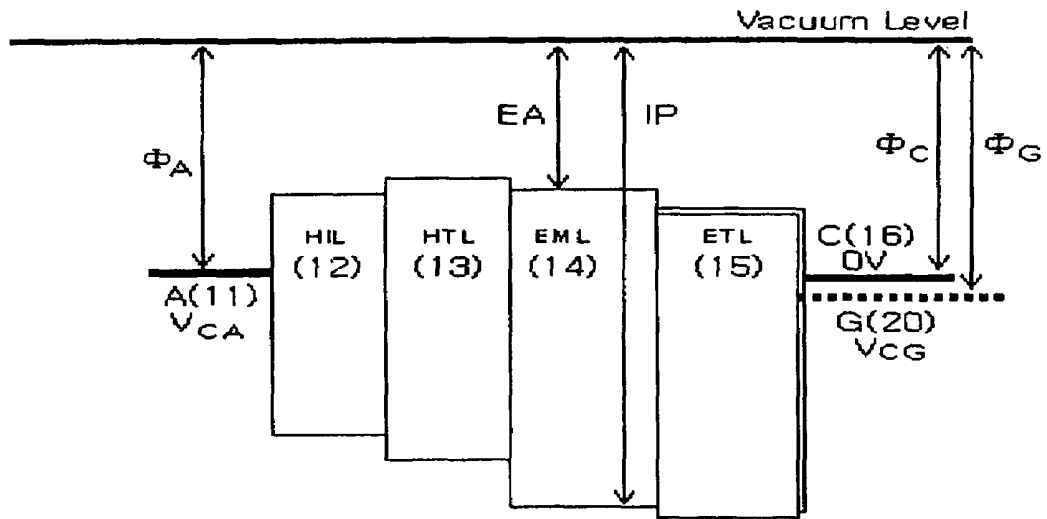 Vacuum Level
EA
IP
ΦA
ΦC
ΦG
HIL
(12)
HTL
(13)
EML
(14)
ETL
(15)
C(16)
0V
A(11)
VCA
G(20)
VCG